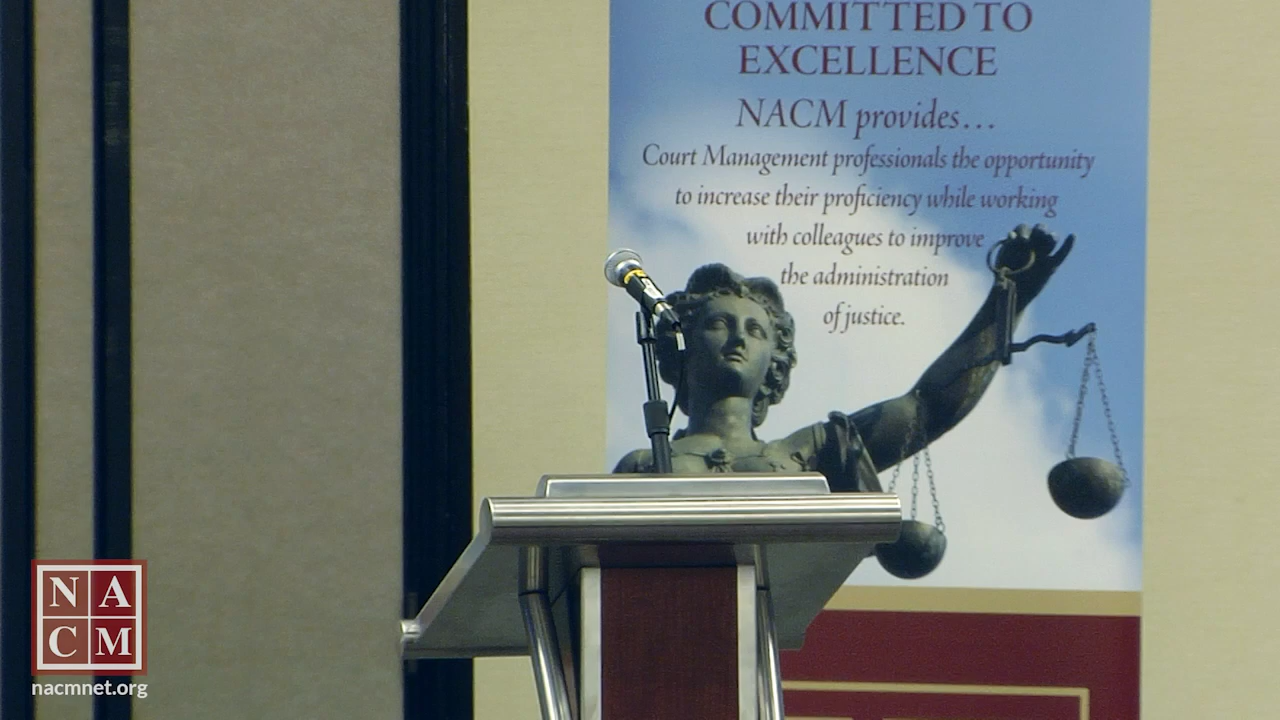 COMMITTED TO
EXCELLENCE
NACM provides...
Court Management professionals the opportunity
to increase their proficiency while working
with colleagues to improve
the administration
of justice.
N A
C M
nacmnet.org